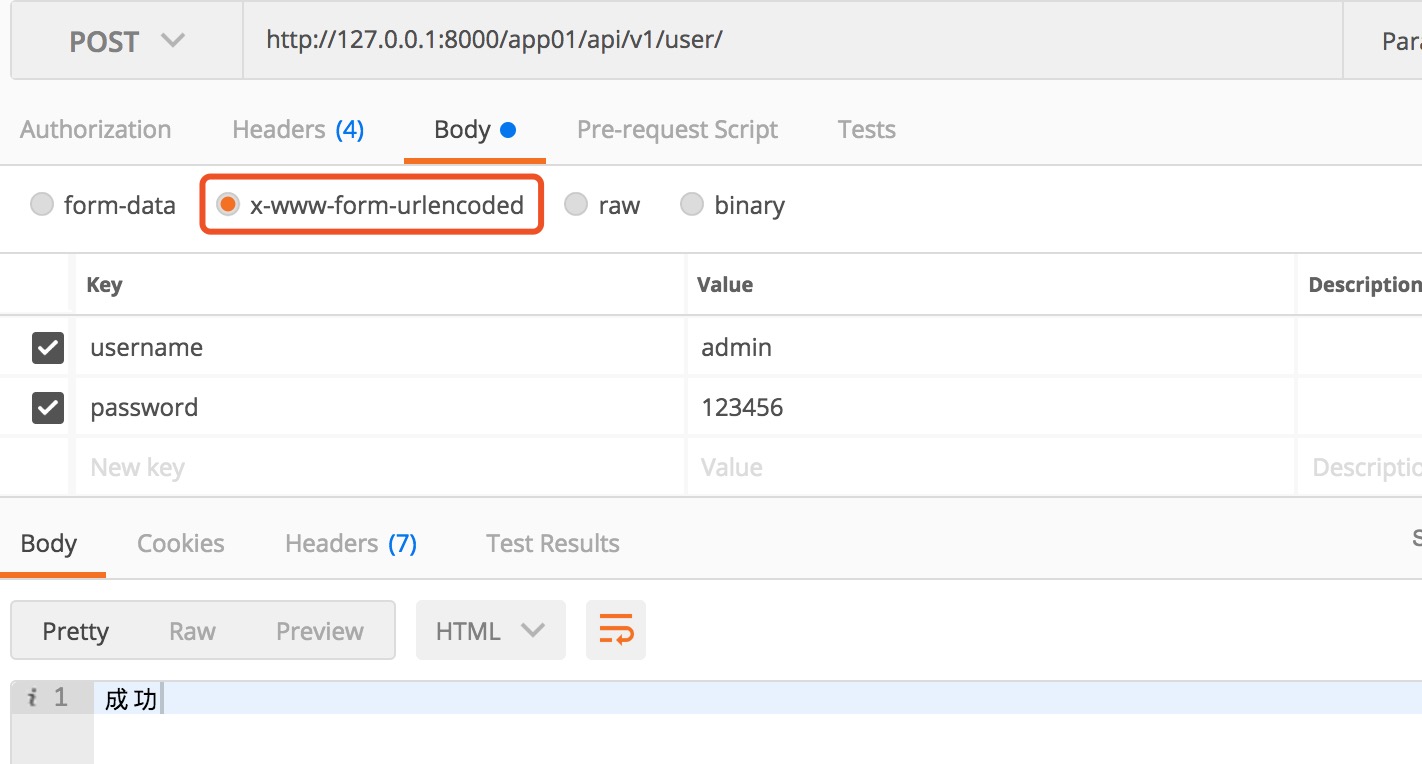 POST http://127.0.0.1:8000/app01/api/v1/user/ Para
Authorization Headers (4) Body Pre-request Script Tests
form-data x-www-form-urlencoded raw binary
Key Value Description
username admin
password 123456
New key Value Descriptio
Body Cookies Headers (7) Test Results S
Pretty Raw Preview HTML
i 1 成功